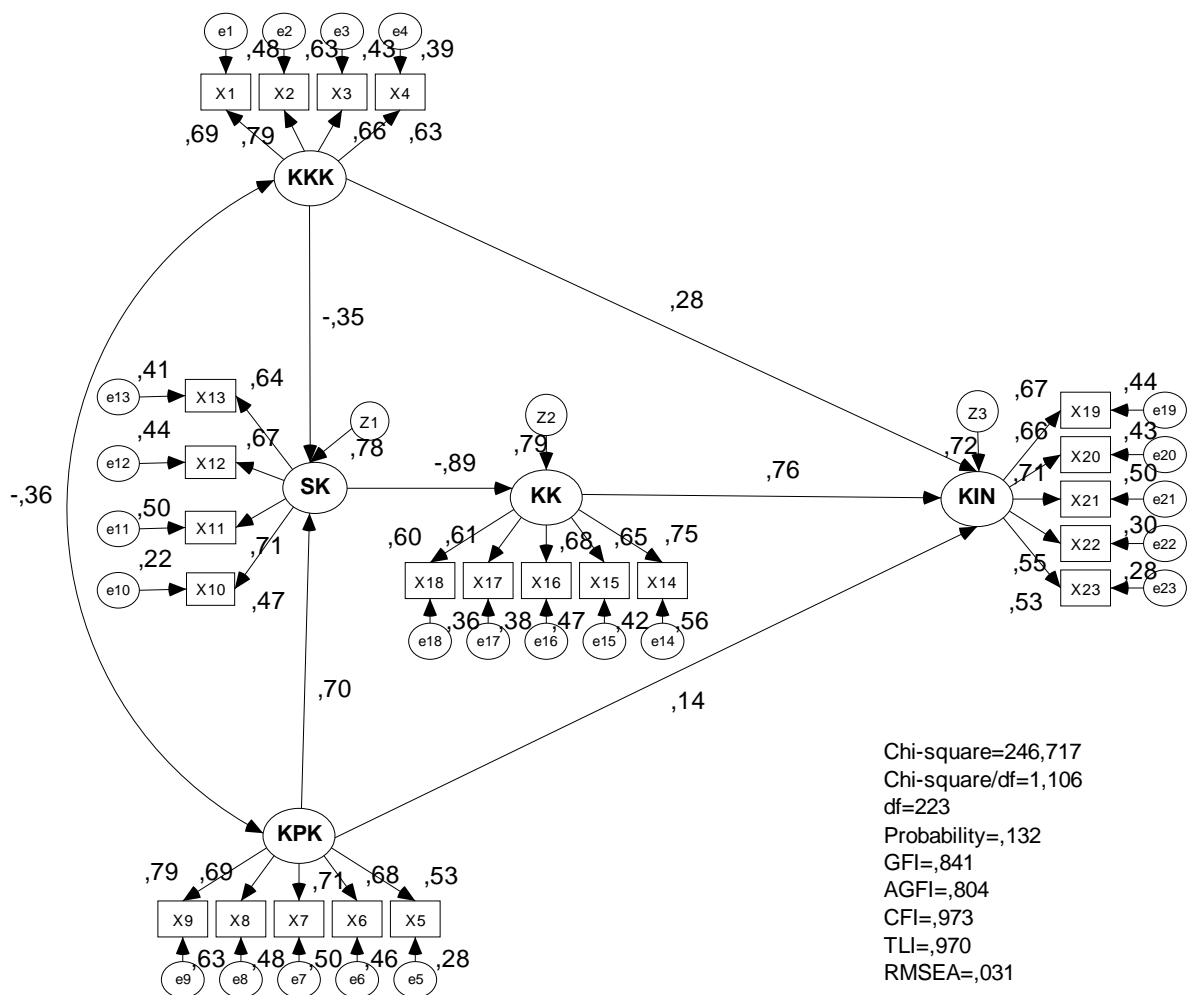 e1 e2 e3 e4
,48 ,63 ,43 ,39
X1 X2 X3 X4
,69 ,79 ,66 ,63
KKK
,28
-,35
,41 ,64
e13 X13
,44 ,67
e12 X12
Z1
,78
SK
,50
e11 X11
,71
,22
e10 X10
,47
-,36
-,89
Z2
,79
KK
,76
,60 ,61 ,68 ,65 ,75
X18 X17 X16 X15 X14
,36 ,38 ,47 ,42 ,56
e18 e17 e16 e15 e14
Z3
,72
KIN
,67 ,44
X19 e19
,66 ,43
X20 e20
,71 ,50
X21 e21
,30
X22 e22
,55 ,28
X23 e23
,53
,70
,14
KPK
,79 ,69 ,71 ,68 ,53
X9 X8 X7 X6 X5
,63 ,48 ,50 ,46 ,28
e9 e8 e7 e6 e5
Chi-square=246,717
Chi-square/df=1,106
df=223
Probability=,132
GFI=,841
AGFI=,804
CFI=,973
TLI=,970
RMSEA=,031